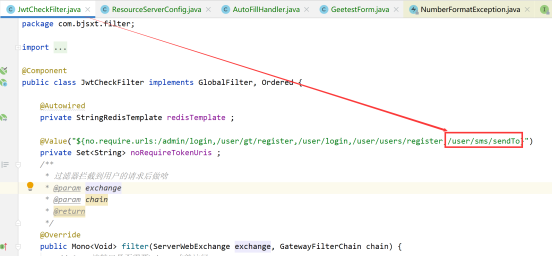 JwtCheckFilter.java × ResourceServerConfig.java × AutoFillHandler.java × GeetestForm.java × NumberFormatException.java ×
package com.bjsxt.filter;
import ...
@Component
public class JwtCheckFilter implements GlobalFilter, Ordered {
@Autowired
private StringRedisTemplate redisTemplate ;
@Value("${no.require.urls:/admin/login,/user/gt/register,/user/login,/user/users/register,/user/sms/sendTo
private Set<String> noRequireTokenUris ;
/**
* 过滤器拦截到用户的请求后做啥
* @param exchange
* @param chain
* @return
*/
@Override
public Mono<Void> filter(ServerWebExchange exchange, GatewayFilterChain chain) {